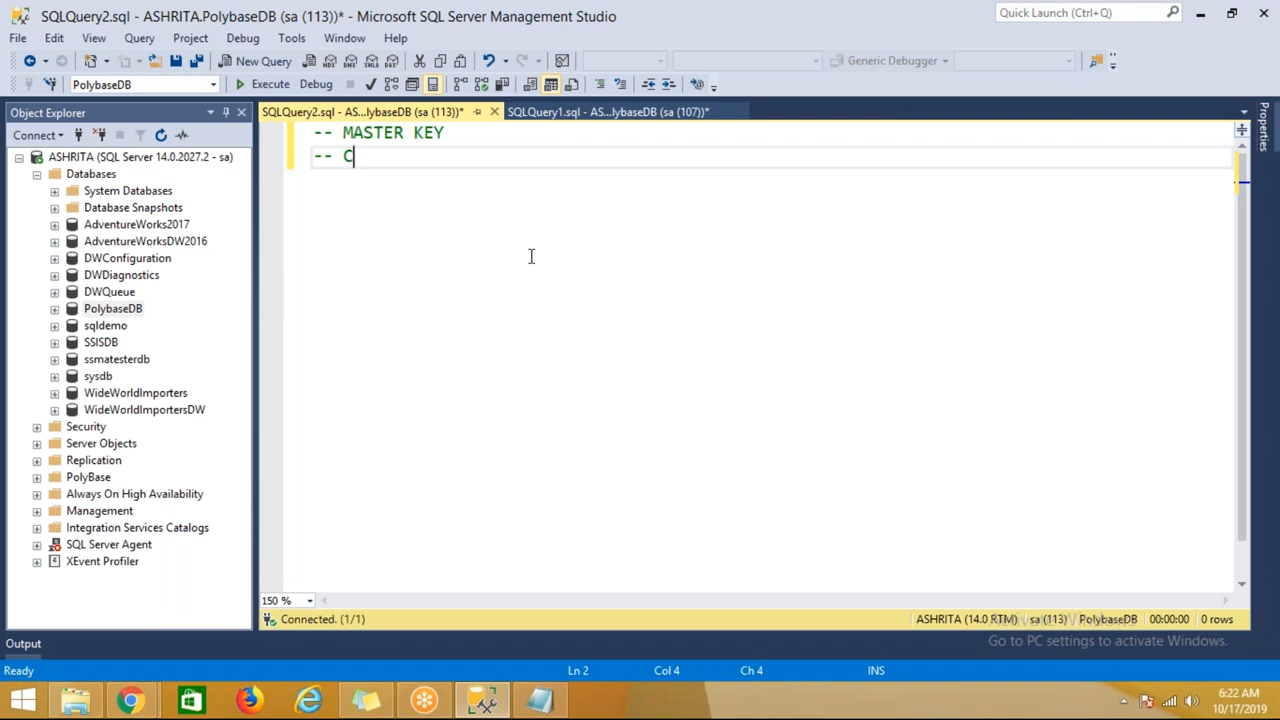 SQLQuery2.sql - ASHRITA.PolybaseDB (sa (113))* - Microsoft SQL Server Management Studio
Quick Launch (Ctrl+Q)
File Edit View Query Project Debug Tools Window Help
New Query
Generic Debugger
PolybaseDB
Execute Debug
Object Explorer
SQLQuery2.sql - AS...lybaseDB (sa (113))*
SQLQuery1.sql - AS...lybaseDB (sa (107))*
Properties
Connect
-- MASTER KEY
-- C
ASHRITA (SQL Server 14.0.2027.2 - sa)
Databases
System Databases
Database Snapshots
AdventureWorks2017
AdventureWorksDW2016
DWConfiguration
DWDiagnostics
DWQueue
PolybaseDB
sqldemo
SSISDB
ssmatesterdb
sysdb
WideWorldImporters
WideWorldImportersDW
Security
Server Objects
Replication
PolyBase
Always On High Availability
Management
Integration Services Catalogs
SQL Server Agent
XEvent Profiler
150 %
Connected. (1/1)
ASHRITA (14.0 RTM) sa (113) PolybaseDB 00:00:00 0 rows
Activate Windows
Go to PC settings to activate Windows.
Output
Ready
Ln 2 Col 4 Ch 4 INS
6:22 AM
10/17/2019